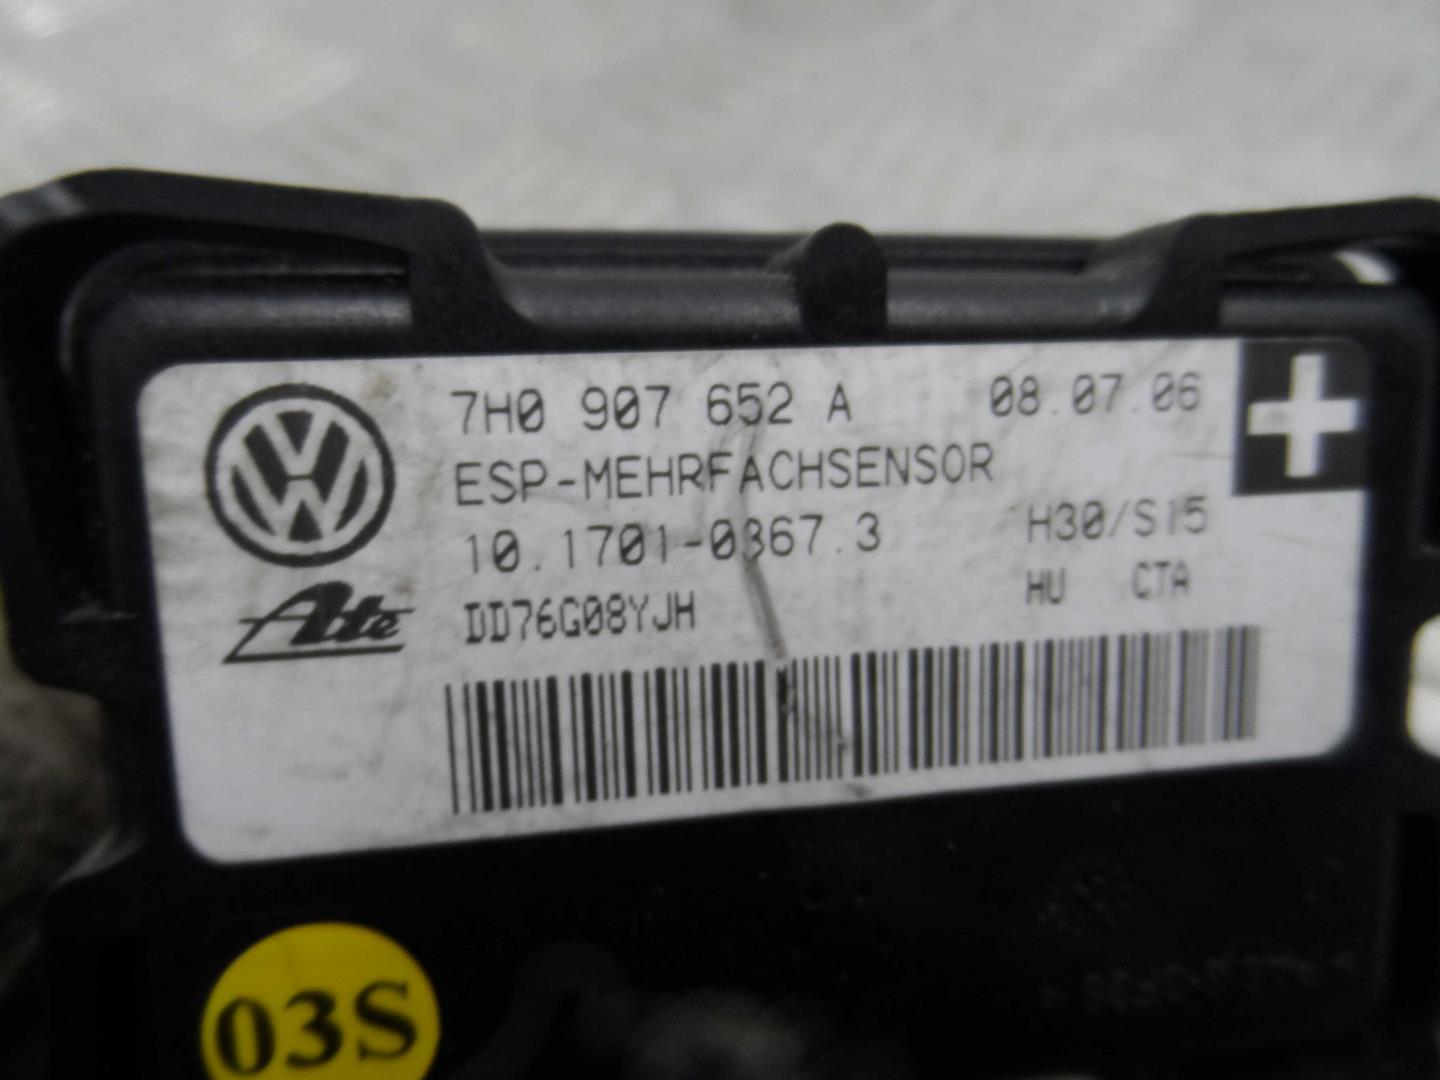 7H0 907 652 A 08.07.06
ESP-MEHRFACHSENSOR
10.1701-0367.3 H30/S15
Ate DD76G08YJH HU CTA
03S